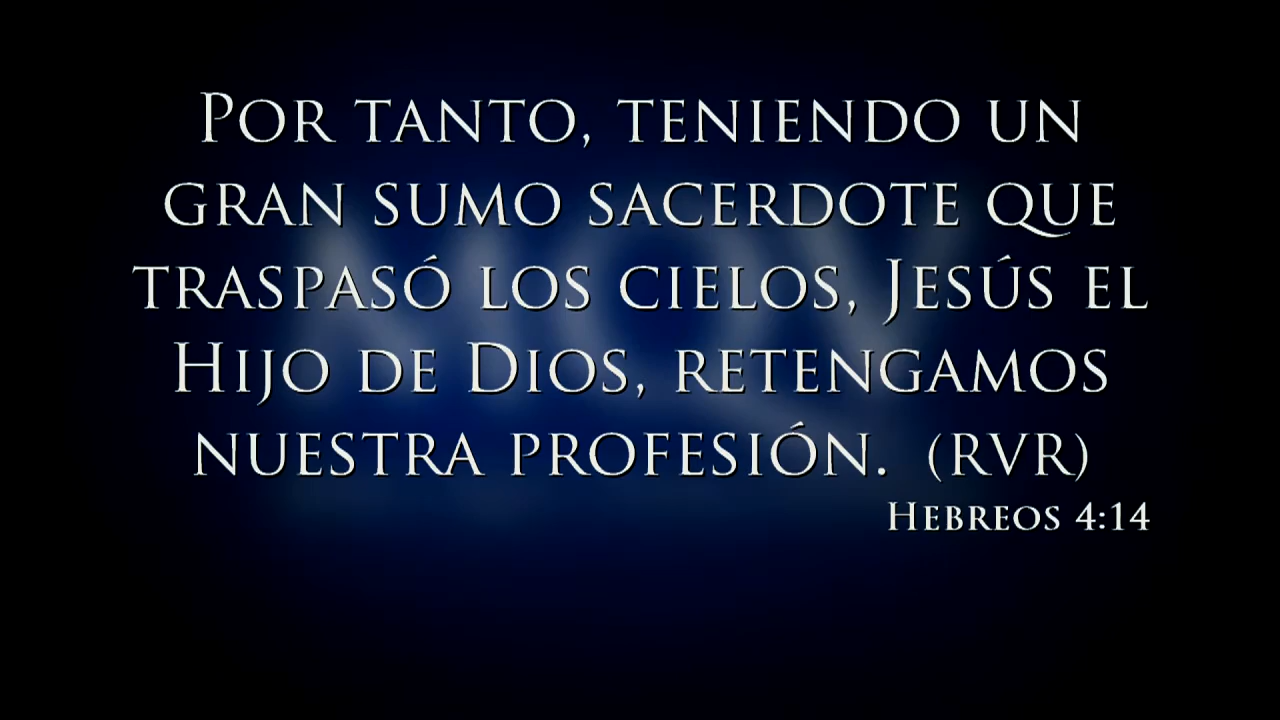 Por tanto, teniendo un
gran sumo sacerdote que
traspasó los cielos, Jesús el
Hijo de Dios, retengamos
nuestra profesión. (RVR)
Hebreos 4:14